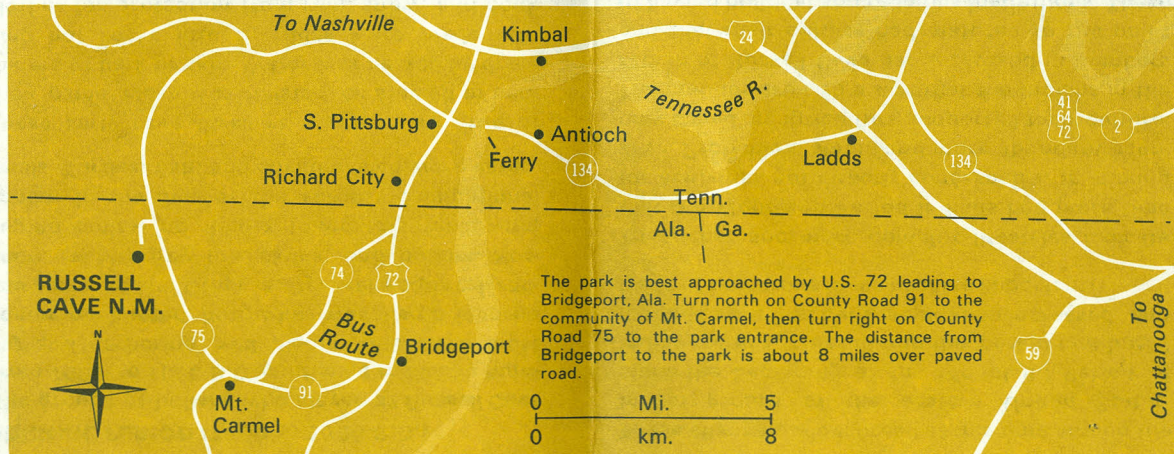 To Nashville
Kimbal
24
Tennessee R.
41
64
72
2
S. Pittsburg
Antioch
Ferry
134
Ladds
134
Richard City
Tenn.
Ala.
Ga.
RUSSELL
CAVE N.M.
74
72
The park is best approached by U.S. 72 leading to
Bridgeport, Ala. Turn north on County Road 91 to the
community of Mt. Carmel, then turn right on County
Road 75 to the park entrance. The distance from
Bridgeport to the park is about 8 miles over paved
road.
To
Chattanooga
N
75
Bus
Route
Bridgeport
59
91
Mt.
Carmel
0 Mi. 5
0 km. 8